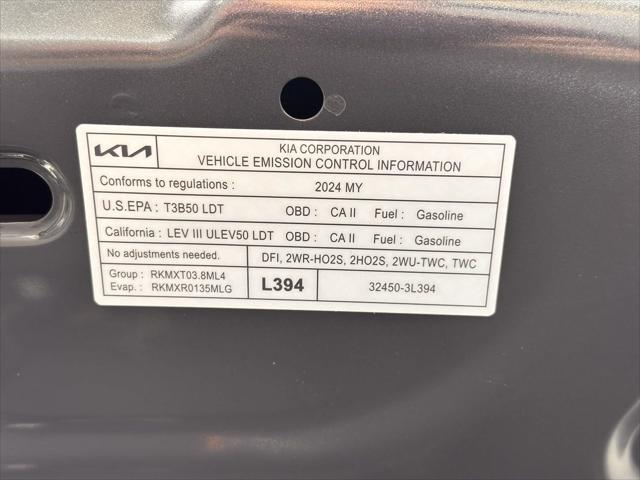 KIA
KIA CORPORATION
VEHICLE EMISSION CONTROL INFORMATION
Conforms to regulations : 2024 MY
U.S.EPA : T3B50 LDT OBD : CA II Fuel : Gasoline
California : LEV III ULEV50 LDT OBD : CA II Fuel : Gasoline
No adjustments needed. DFI, 2WR-HO2S, 2HO2S, 2WU-TWC, TWC
Group : RKMXT03.8ML4
Evap. : RKMXR0135MLG
L394
32450-3L394